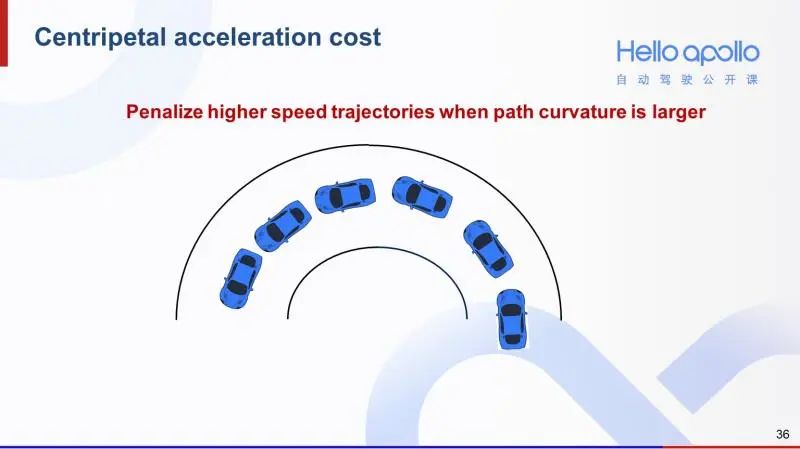 Centripetal acceleration cost
Hello apollo
自动驾驶公开课
Penalize higher speed trajectories when path curvature is larger
36